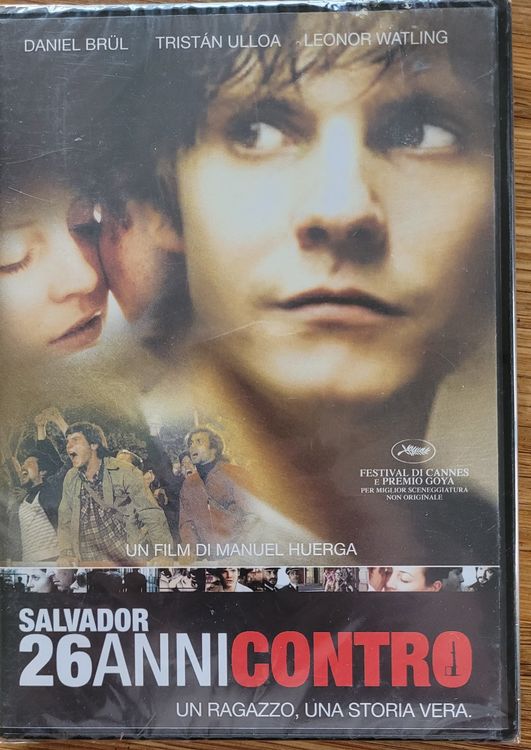 DANIEL BRÜL TRISTÁN ULLOA LEONOR WATLING
FESTIVAL DI CANNES
E PREMIO GOYA
PER MIGLIOR SCENEGGIATURA
NON ORIGINALE
UN FILM DI MANUEL HUERGA
SALVADOR
26ANNICONTRO
UN RAGAZZO, UNA STORIA VERA.